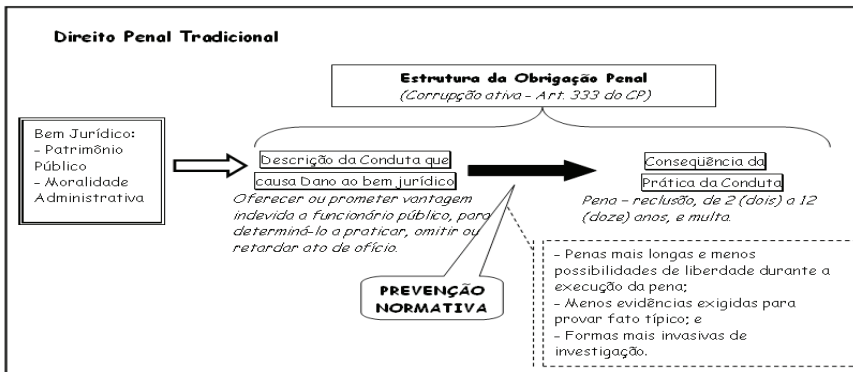 Direito Penal Tradicional
Estrutura da Obrigação Penal
(Corrupção ativa - Art. 333 do CP)
Bem Jurídico:
- Patrimônio
Público
- Moralidade
Administrativa
Descrição da Conduta que
causa Dano ao bem jurídico
Oferecer ou prometer vantagem
indevida a funcionário público, para
determiná-lo a praticar, omitir ou
retardar ato de ofício.
Conseqüência da
Prática da Conduta
Pena - reclusão, de 2 (dois) a 12
(doze) anos, e multa.
PREVENÇÃO
NORMATIVA
- Penas mais longas e menos
possibilidades de liberdade durante a
execução da pena;
- Menos evidências exigidas para
provar fato típico; e
- Formas mais invasivas de
investigação.